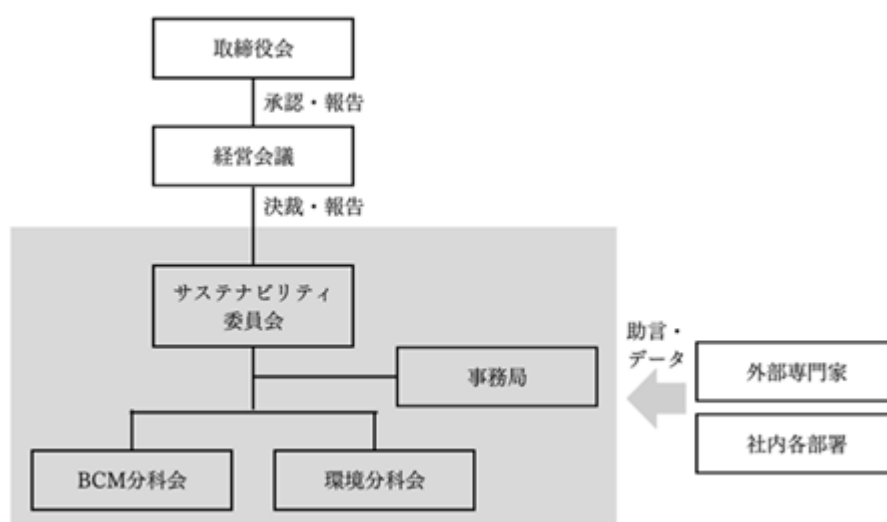 取締役会
承認・報告
経営会議
決裁・報告
サステナビリティ
委員会
助言・
データ
事務局
外部専門家
社内各部署
BCM分科会
環境分科会